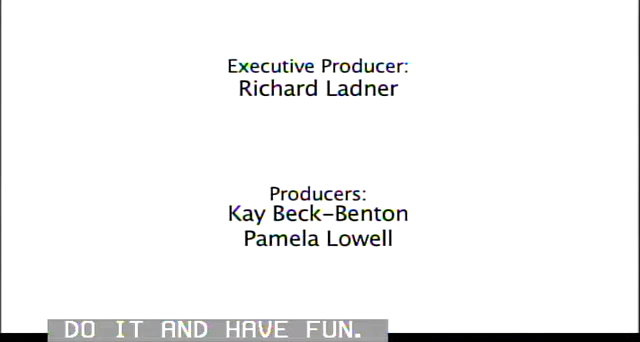 Executive Producer:
Richard Ladner
Producers:
Kay Beck-Benton
Pamela Lowell
DO IT AND HAVE FUN.